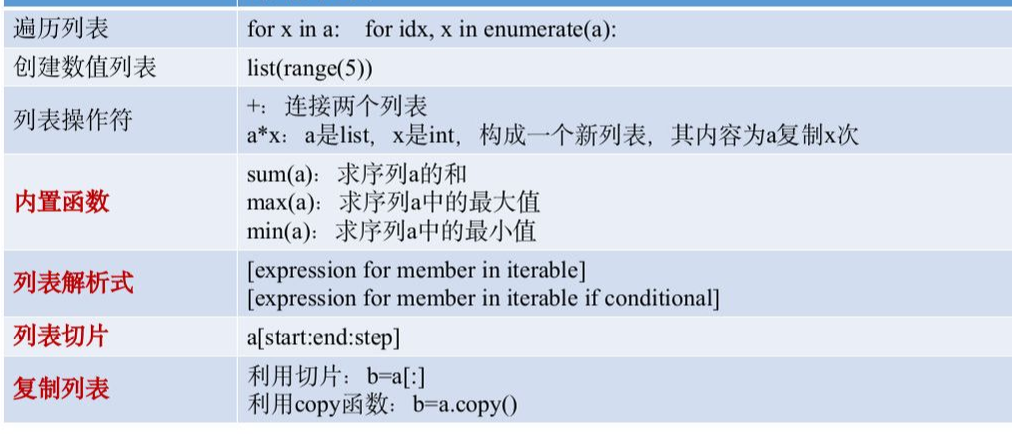 遍历列表
for x in a:    for idx, x in enumerate(a):
创建数值列表
list(range(5))
列表操作符
+：连接两个列表
a*x：a是list，x是int，构成一个新列表，其内容为a复制x次
内置函数
sum(a)：求序列a的和
max(a)：求序列a中的最大值
min(a)：求序列a中的最小值
列表解析式
[expression for member in iterable]
[expression for member in iterable if conditional]
列表切片
a[start:end:step]
复制列表
利用切片：b=a[:]
利用copy函数：b=a.copy()